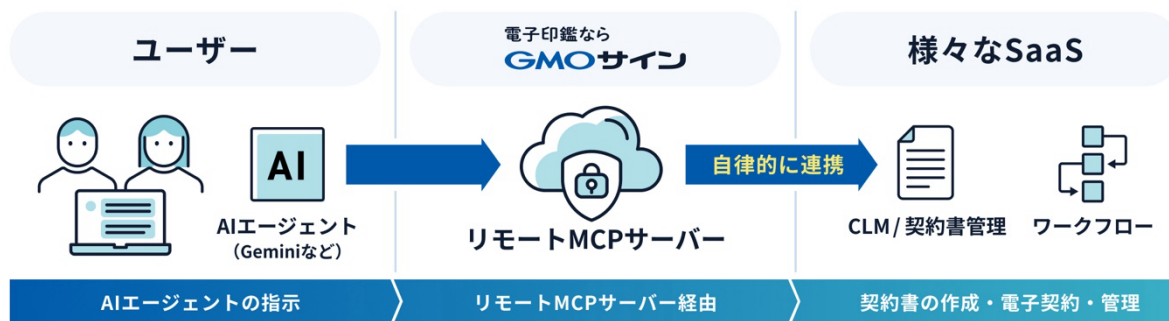 ユーザー
AI
AIエージェント
（Geminiなど）
AIエージェントの指示
電子印鑑なら
GMOサイン
リモートMCPサーバー
リモートMCPサーバー経由
自律的に連携
様々なSaaS
CLM / 契約書管理
ワークフロー
契約書の作成・電子契約・管理